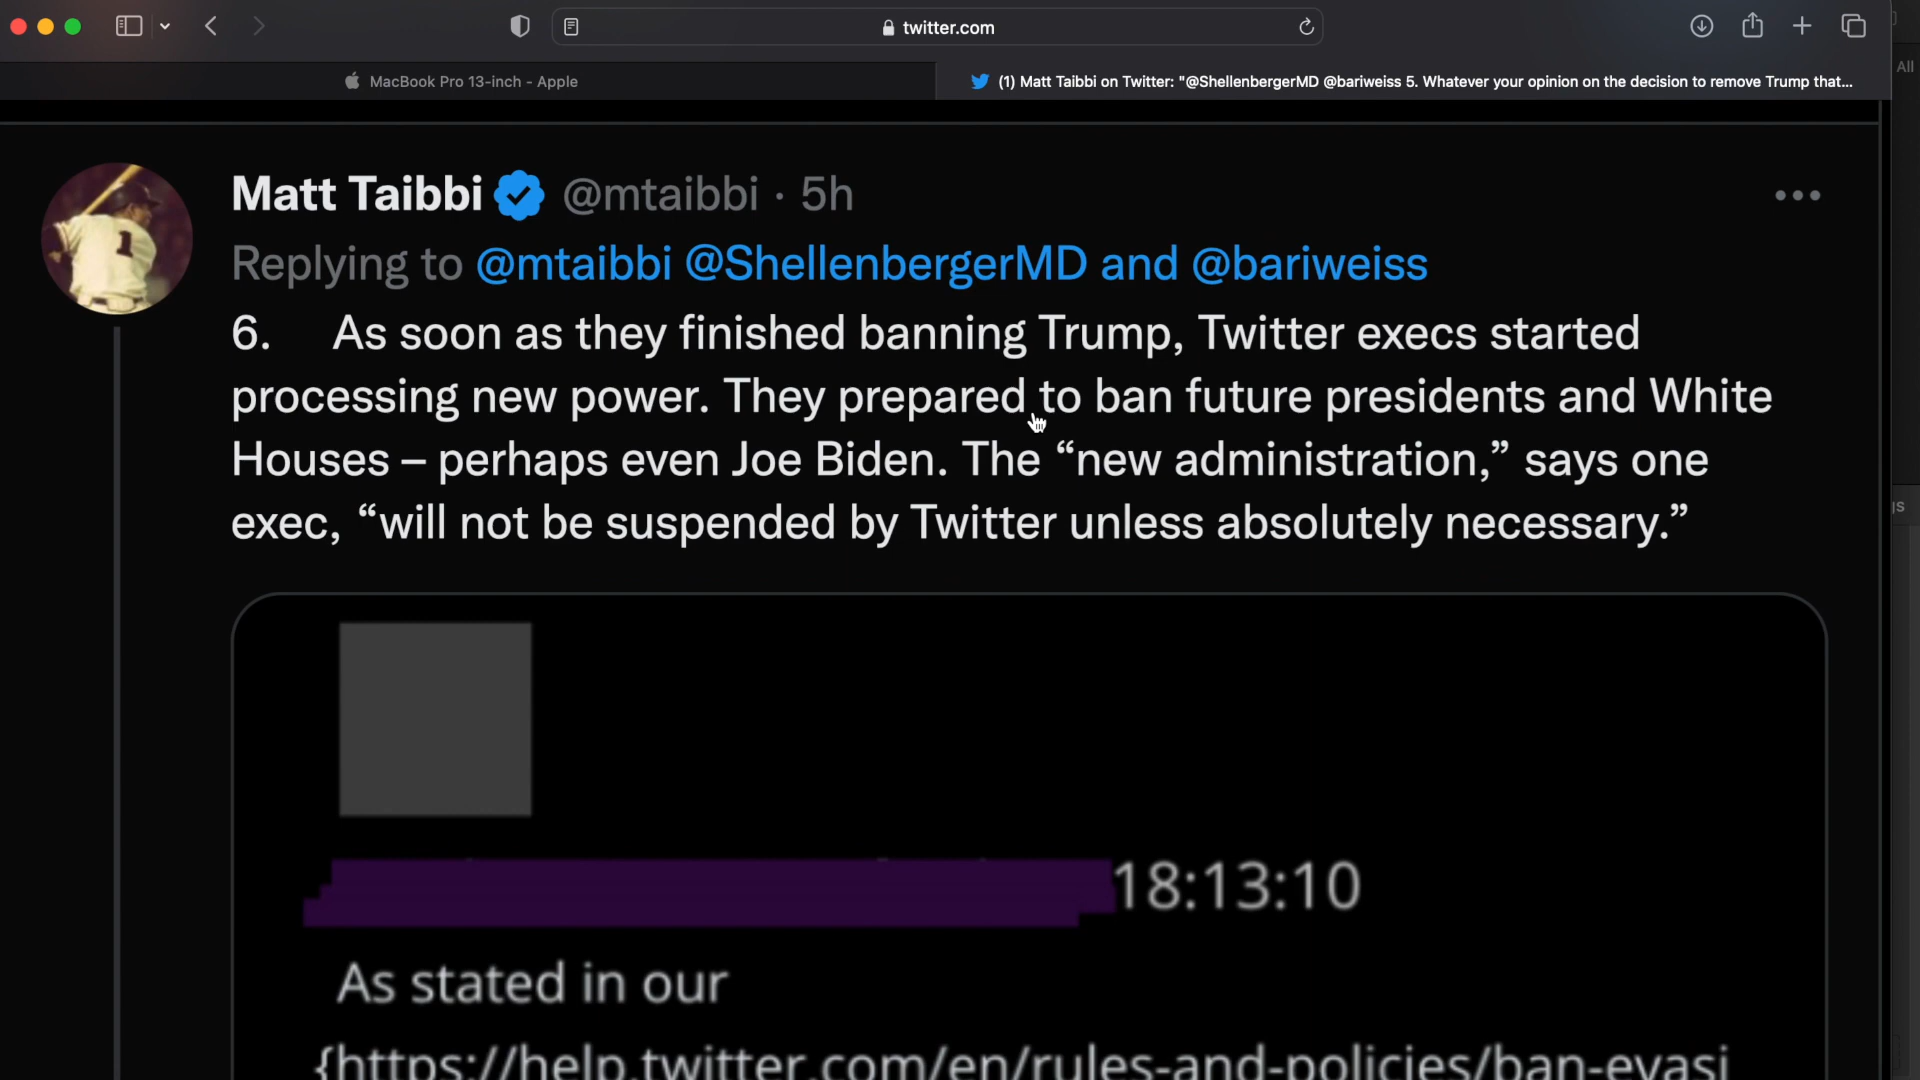 twitter.com
All
MacBook Pro 13-inch - Apple
(1) Matt Taibbi on Twitter: "@ShellenbergerMD @bariweiss 5. Whatever your opinion on the decision to remove Trump that...
Matt Taibbi @mtaibbi · 5h
Replying to @mtaibbi @ShellenbergerMD and @bariweiss
6. As soon as they finished banning Trump, Twitter execs started
processing new power. They prepared to ban future presidents and White
Houses – perhaps even Joe Biden. The “new administration,” says one
exec, “will not be suspended by Twitter unless absolutely necessary.”
1
18:13:10
As stated in our
{https://help.twitter.com/en/rules-and-policies/ban-evasi